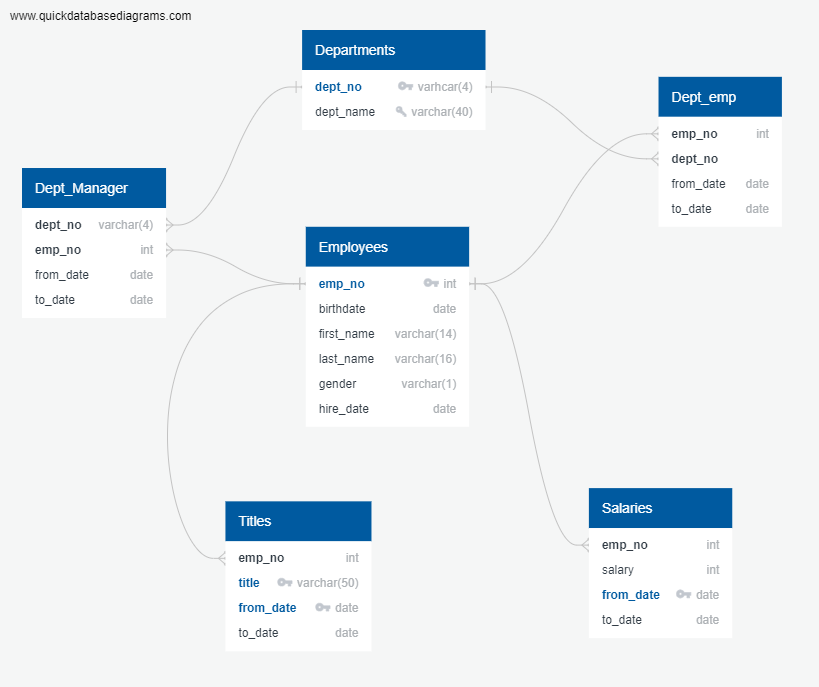 www.quickdatabasediagrams.com
Departments
dept_no varhcar(4)
dept_name varchar(40)
Dept_emp
emp_no int
dept_no
from_date date
to_date date
Dept_Manager
dept_no varchar(4)
emp_no int
from_date date
to_date date
Employees
emp_no int
birthdate date
first_name varchar(14)
last_name varchar(16)
gender varchar(1)
hire_date date
Titles
emp_no int
title varchar(50)
from_date date
to_date date
Salaries
emp_no int
salary int
from_date date
to_date date